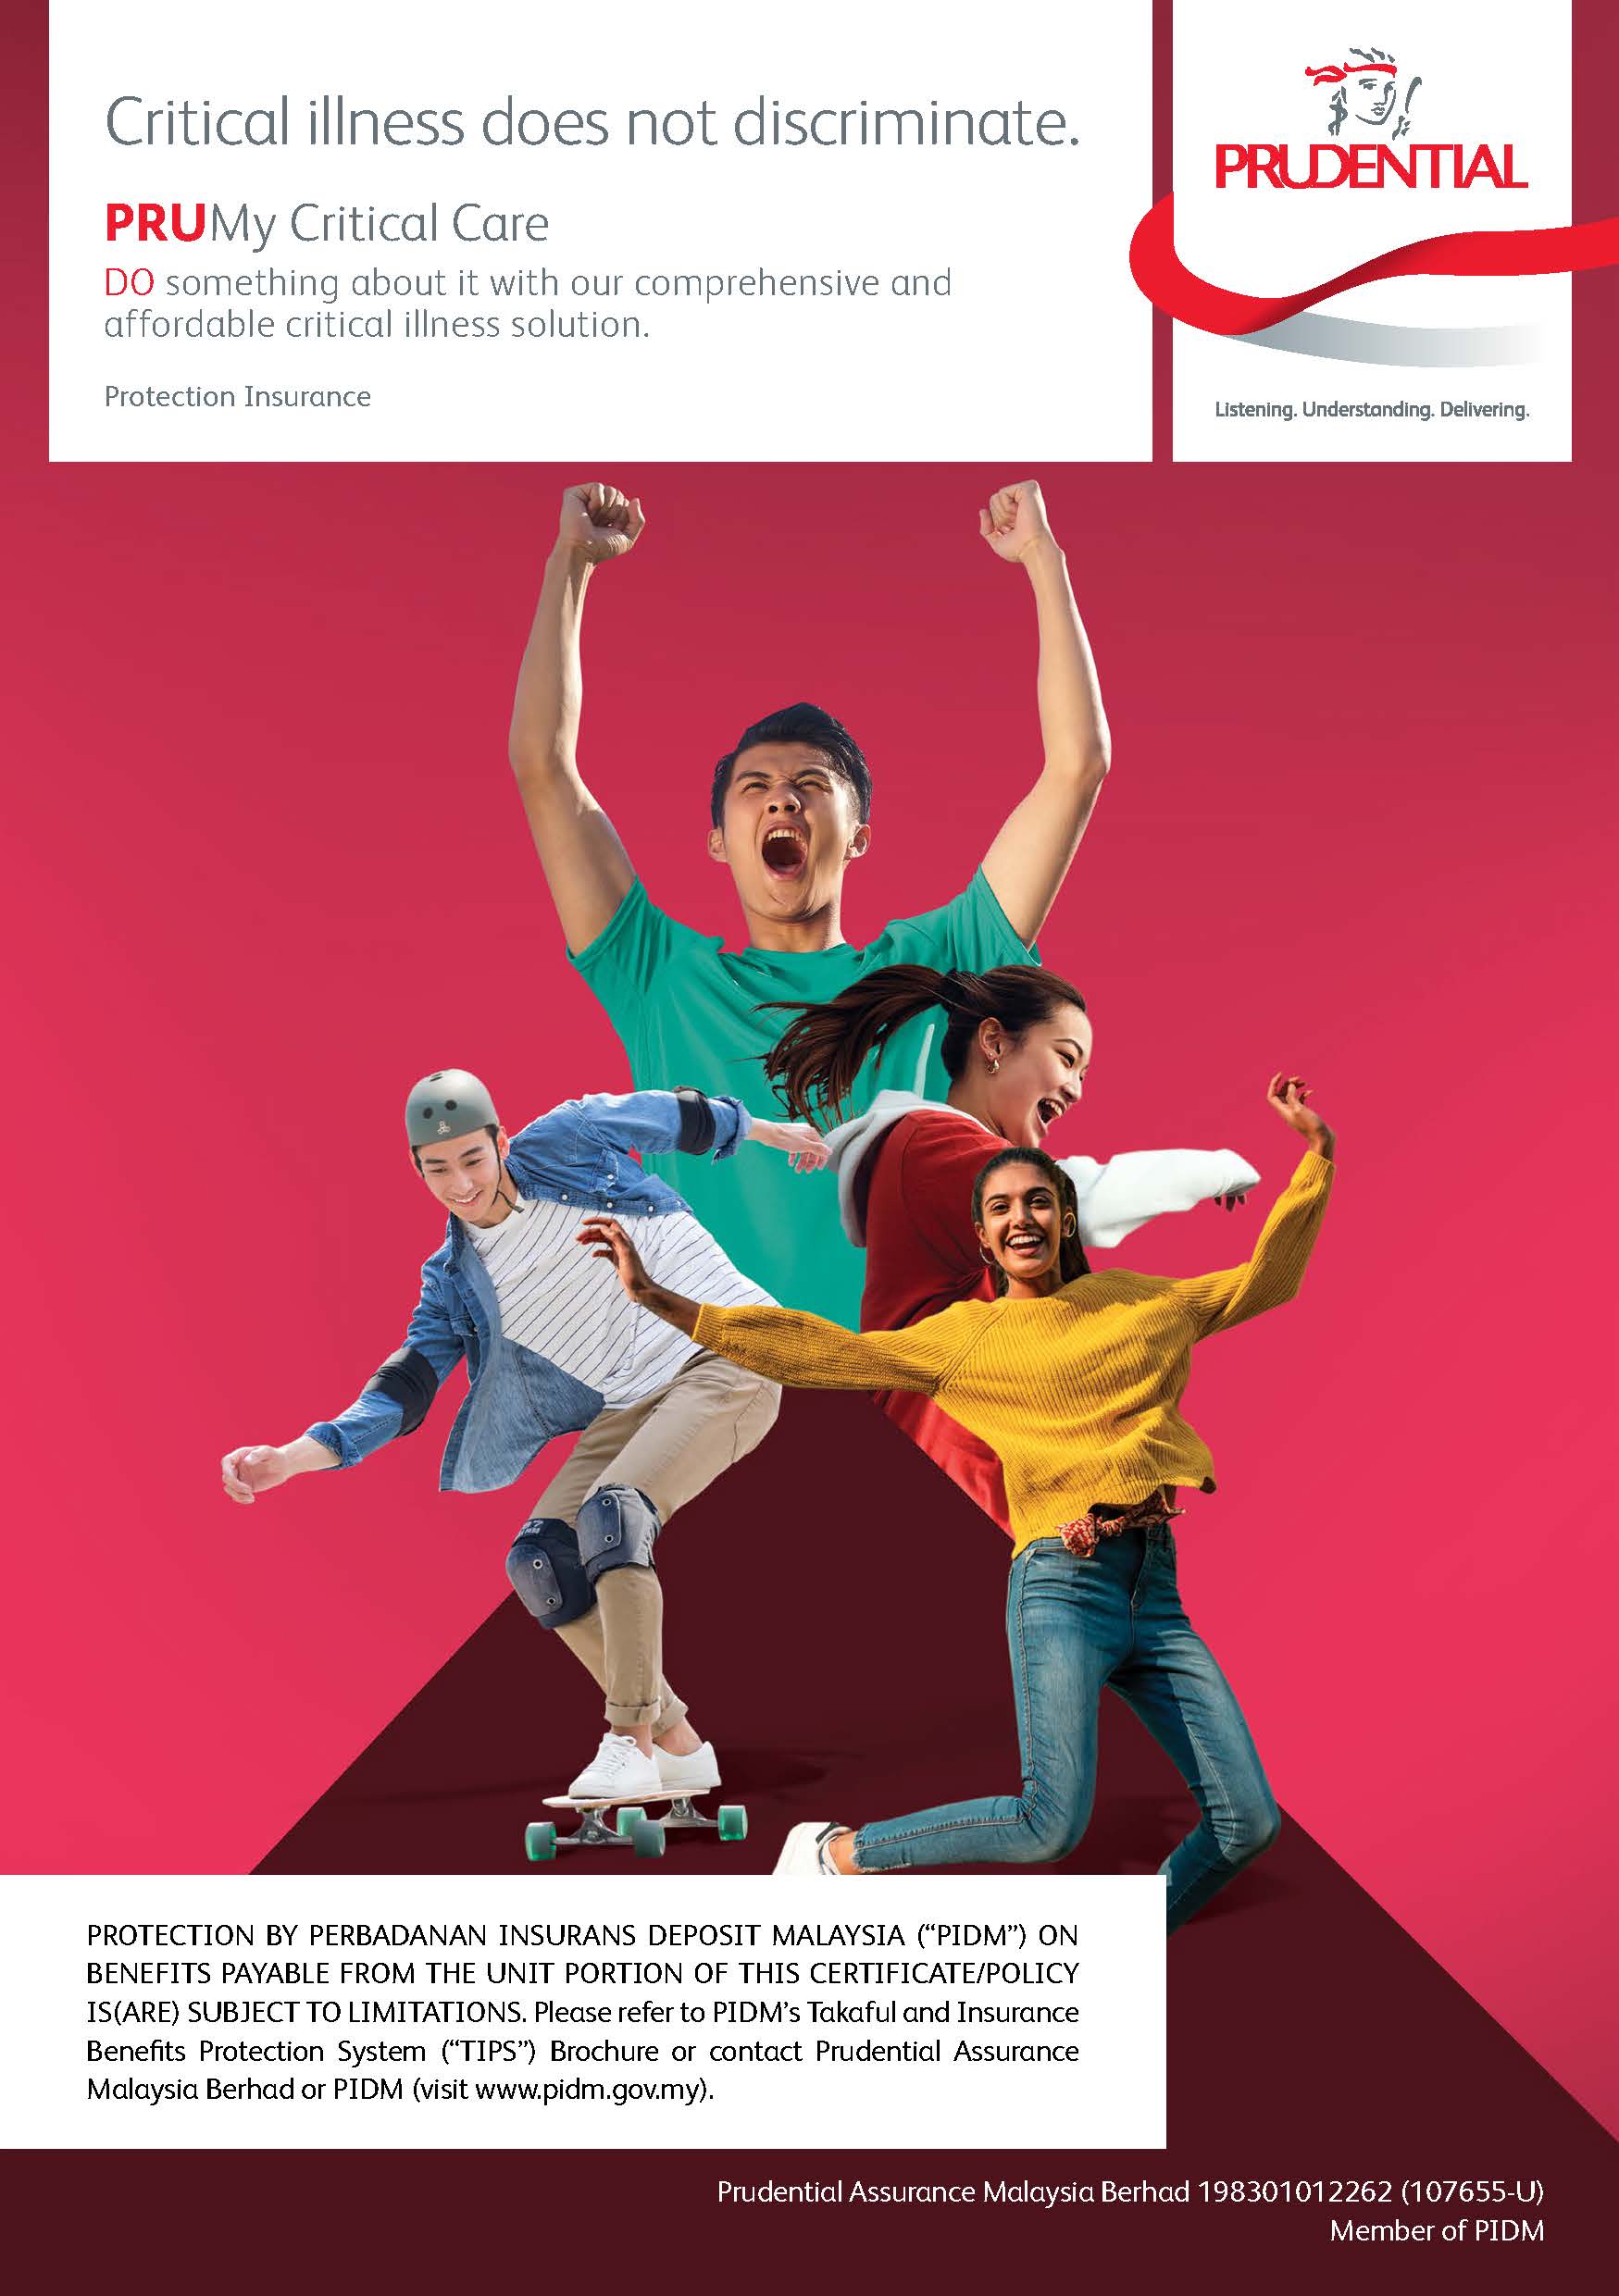 Critical illness does not discriminate.
PRUMy Critical Care
DO something about it with our comprehensive and
affordable critical illness solution.
Protection Insurance
PRUDENTIAL
Listening. Understanding. Delivering.
PROTECTION BY PERBADANAN INSURANS DEPOSIT MALAYSIA (“PIDM”) ON
BENEFITS PAYABLE FROM THE UNIT PORTION OF THIS CERTIFICATE/POLICY
IS(ARE) SUBJECT TO LIMITATIONS. Please refer to PIDM’s Takaful and Insurance
Benefits Protection System (“TIPS”) Brochure or contact Prudential Assurance
Malaysia Berhad or PIDM (visit www.pidm.gov.my).
Prudential Assurance Malaysia Berhad 198301012262 (107655-U)
Member of PIDM